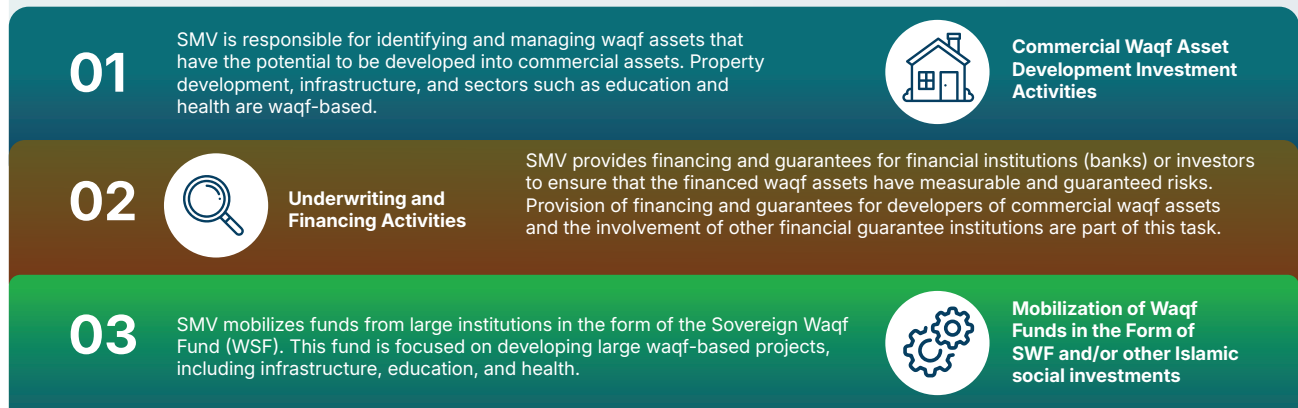 01
SMV is responsible for identifying and managing waqf assets that
have the potential to be developed into commercial assets. Property
development, infrastructure, and sectors such as education and
health are waqf-based.
Commercial Waqf Asset
Development Investment
Activities
02
Underwriting and
Financing Activities
SMV provides financing and guarantees for financial institutions (banks) or investors
to ensure that the financed waqf assets have measurable and guaranteed risks.
Provision of financing and guarantees for developers of commercial waqf assets
and the involvement of other financial guarantee institutions are part of this task.
03
SMV mobilizes funds from large institutions in the form of the Sovereign Waqf
Fund (WSF). This fund is focused on developing large waqf-based projects,
including infrastructure, education, and health.
Mobilization of Waqf
Funds in the Form of
SWF and/or other Islamic
social investments